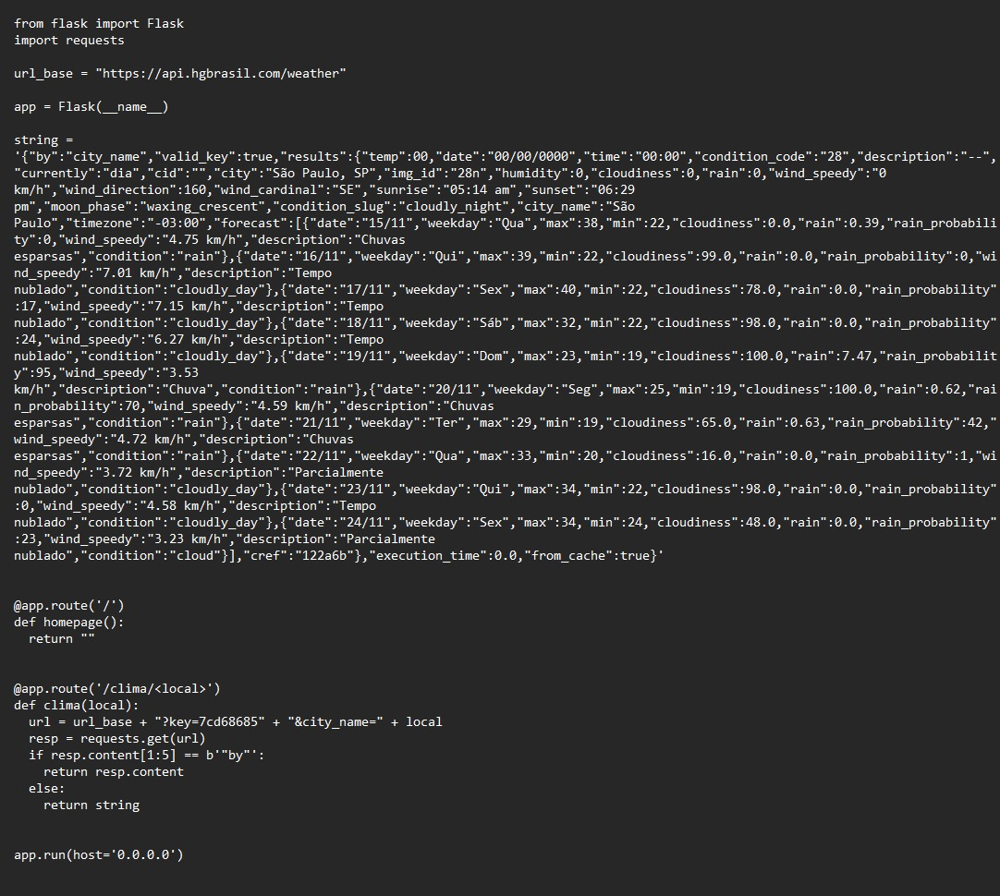 from flask import Flask
import requests
url_base = "https://api.hgbrasil.com/weather"
app = Flask(__name__)
string =
'{"by":"city_name","valid_key":true,"results":{"temp":00,"date":"00/00/0000","time":"00:00","condition_code":"28","description":"--",
"currently":"dia","cid":"","city":"São Paulo, SP","img_id":"28n","humidity":0,"cloudiness":0,"rain":0,"wind_speedy":"0
km/h","wind_direction":160,"wind_cardinal":"SE","sunrise":"05:14 am","sunset":"06:29
pm","moon_phase":"waxing_crescent","condition_slug":"cloudly_night","city_name":"São
Paulo","timezone":"-03:00","forecast":[{"date":"15/11","weekday":"Qua","max":38,"min":22,"cloudiness":0.0,"rain":0.39,"rain_probabili
ty":0,"wind_speedy":"4.75 km/h","description":"Chuvas
esparsas","condition":"rain"},{"date":"16/11","weekday":"Qui","max":39,"min":22,"cloudiness":99.0,"rain":0.0,"rain_probability":0,"wi
nd_speedy":"7.01 km/h","description":"Tempo
nublado","condition":"cloudly_day"},{"date":"17/11","weekday":"Sex","max":40,"min":22,"cloudiness":78.0,"rain":0.0,"rain_probability"
:17,"wind_speedy":"7.15 km/h","description":"Tempo
nublado","condition":"cloudly_day"},{"date":"18/11","weekday":"Sáb","max":32,"min":22,"cloudiness":98.0,"rain":0.0,"rain_probability"
:24,"wind_speedy":"6.27 km/h","description":"Tempo
nublado","condition":"cloudly_day"},{"date":"19/11","weekday":"Dom","max":23,"min":19,"cloudiness":100.0,"rain":7.47,"rain_probabilit
y":95,"wind_speedy":"3.53
km/h","description":"Chuva","condition":"rain"},{"date":"20/11","weekday":"Seg","max":25,"min":19,"cloudiness":100.0,"rain":0.62,"rai
n_probability":70,"wind_speedy":"4.59 km/h","description":"Chuvas
esparsas","condition":"rain"},{"date":"21/11","weekday":"Ter","max":29,"min":19,"cloudiness":65.0,"rain":0.63,"rain_probability":42,"
wind_speedy":"4.72 km/h","description":"Chuvas
esparsas","condition":"rain"},{"date":"22/11","weekday":"Qua","max":33,"min":20,"cloudiness":16.0,"rain":0.0,"rain_probability":1,"wi
nd_speedy":"3.72 km/h","description":"Parcialmente
nublado","condition":"cloudly_day"},{"date":"23/11","weekday":"Qui","max":34,"min":22,"cloudiness":98.0,"rain":0.0,"rain_probability"
:0,"wind_speedy":"4.58 km/h","description":"Tempo
nublado","condition":"cloudly_day"},{"date":"24/11","weekday":"Sex","max":34,"min":24,"cloudiness":48.0,"rain":0.0,"rain_probability"
:23,"wind_speedy":"3.23 km/h","description":"Parcialmente
nublado","condition":"cloud"}],"cref":"122a6b"},"execution_time":0.0,"from_cache":true}'
@app.route('/')
def homepage():
  return ""
@app.route('/clima/<local>')
def clima(local):
  url = url_base + "?key=7cd68685" + "&city_name=" + local
  resp = requests.get(url)
  if resp.content[1:5] == b'"by"':
    return resp.content
  else:
    return string
app.run(host='0.0.0.0')